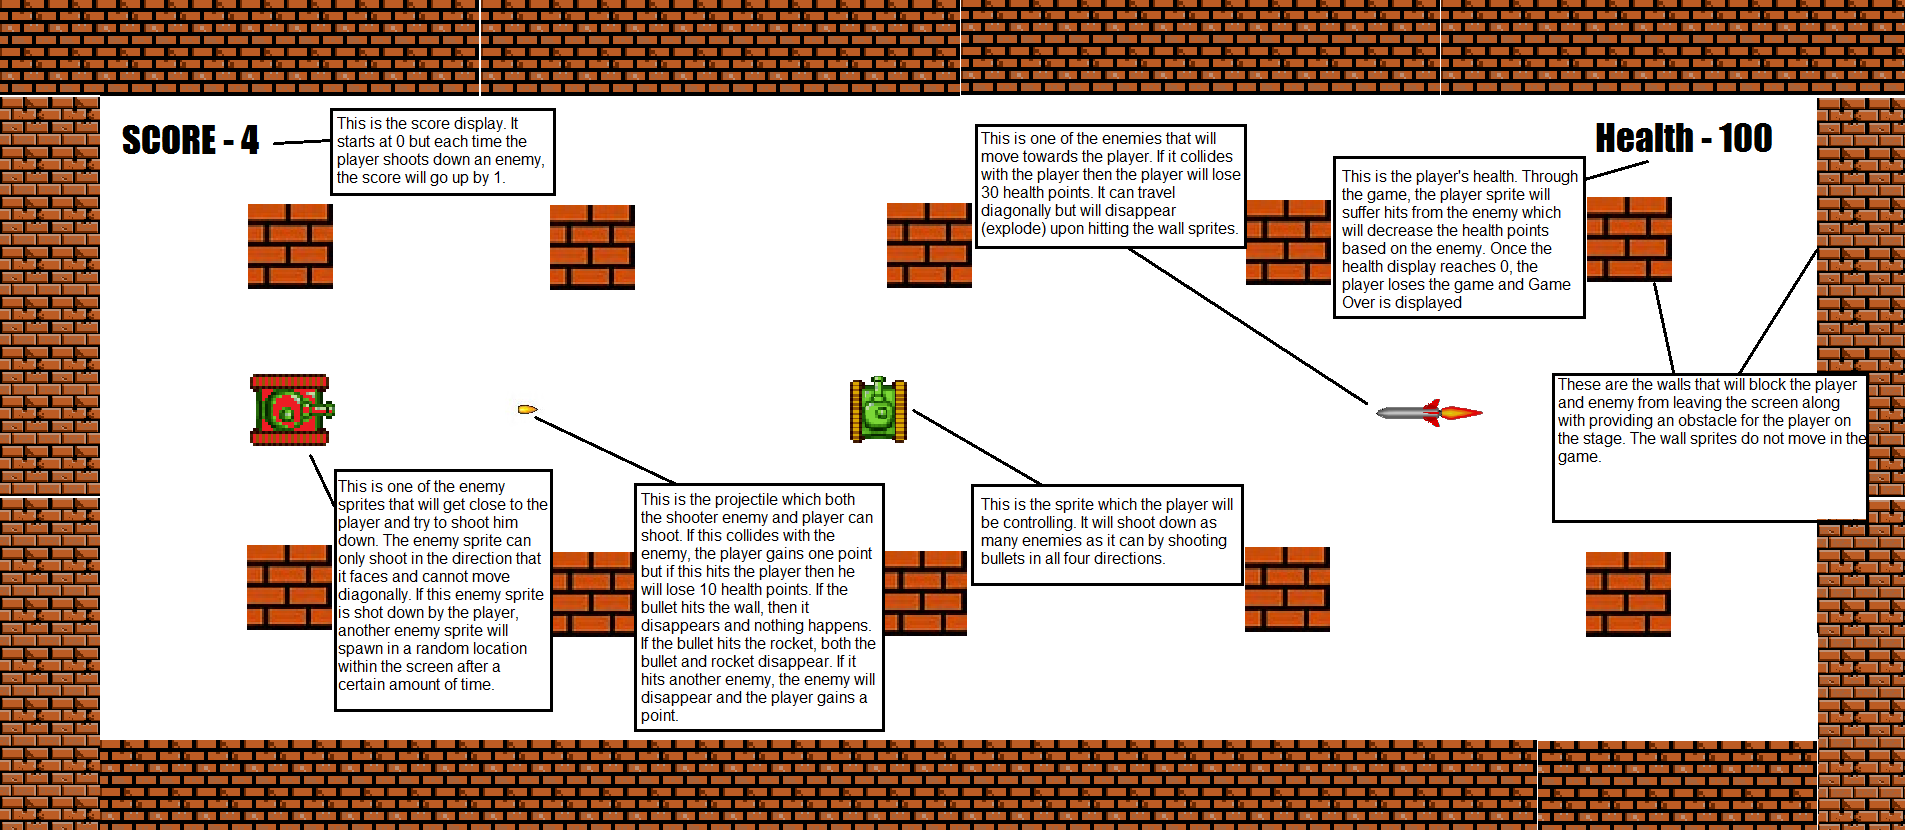 SCORE - 4
This is the score display. It
starts at 0 but each time the
player shoots down an enemy,
the score will go up by 1.
This is one of the enemies that will
move towards the player. If it collides
with the player then the player will lose
30 health points. It can travel
diagonally but will disappear
(explode) upon hitting the wall sprites.
Health - 100
This is the player's health. Through
the game, the player sprite will
suffer hits from the enemy which
will decrease the health points
based on the enemy. Once the
health display reaches 0, the
player loses the game and Game
Over is displayed
These are the walls that will block the player
and enemy from leaving the screen along
with providing an obstacle for the player on
the stage. The wall sprites do not move in the
game.
This is one of the enemy
sprites that will get close to the
player and try to shoot him
down. The enemy sprite can
only shoot in the direction that
it faces and cannot move
diagonally. If this enemy sprite
is shot down by the player,
another enemy sprite will
spawn in a random location
within the screen after a
certain amount of time.
This is the projectile which both
the shooter enemy and player can
shoot. If this collides with the
enemy, the player gains one point
but if this hits the player then he
will lose 10 health points. If the
bullet hits the wall, then it
disappears and nothing happens.
If the bullet hits the rocket, both the
bullet and rocket disappear. If it
hits another enemy, the enemy will
disappear and the player gains a
point.
This is the sprite which the player will
be controlling. It will shoot down as
many enemies as it can by shooting
bullets in all four directions.